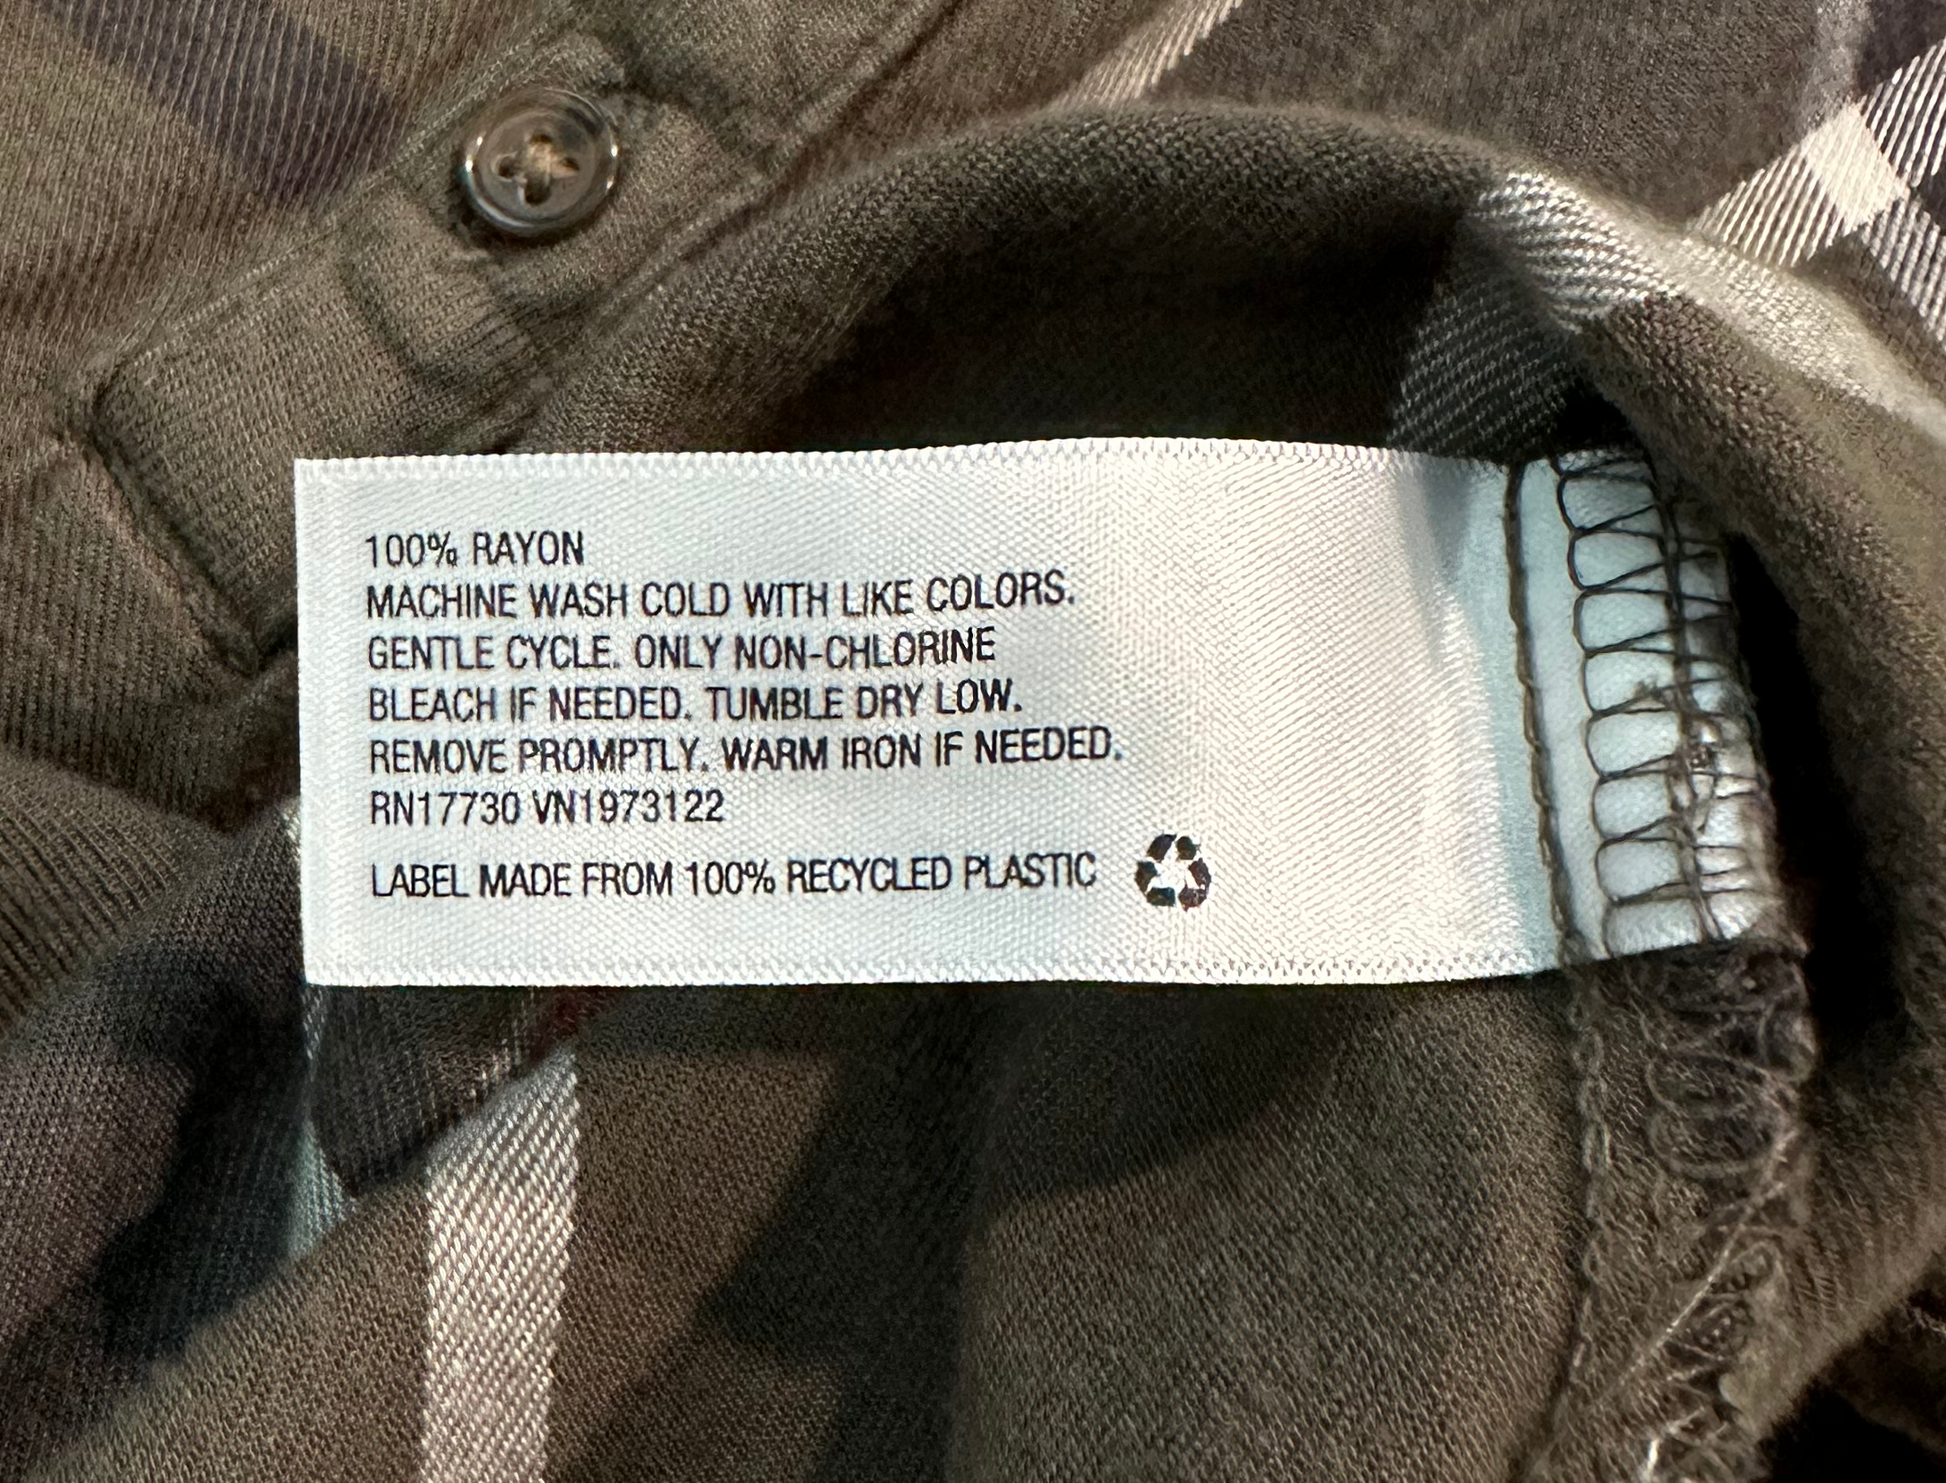 100% RAYON
MACHINE WASH COLD WITH LIKE COLORS.
GENTLE CYCLE. ONLY NON-CHLORINE
BLEACH IF NEEDED. TUMBLE DRY LOW.
REMOVE PROMPTLY. WARM IRON IF NEEDED.
RN17730 VN1973122
LABEL MADE FROM 100% RECYCLED PLASTIC